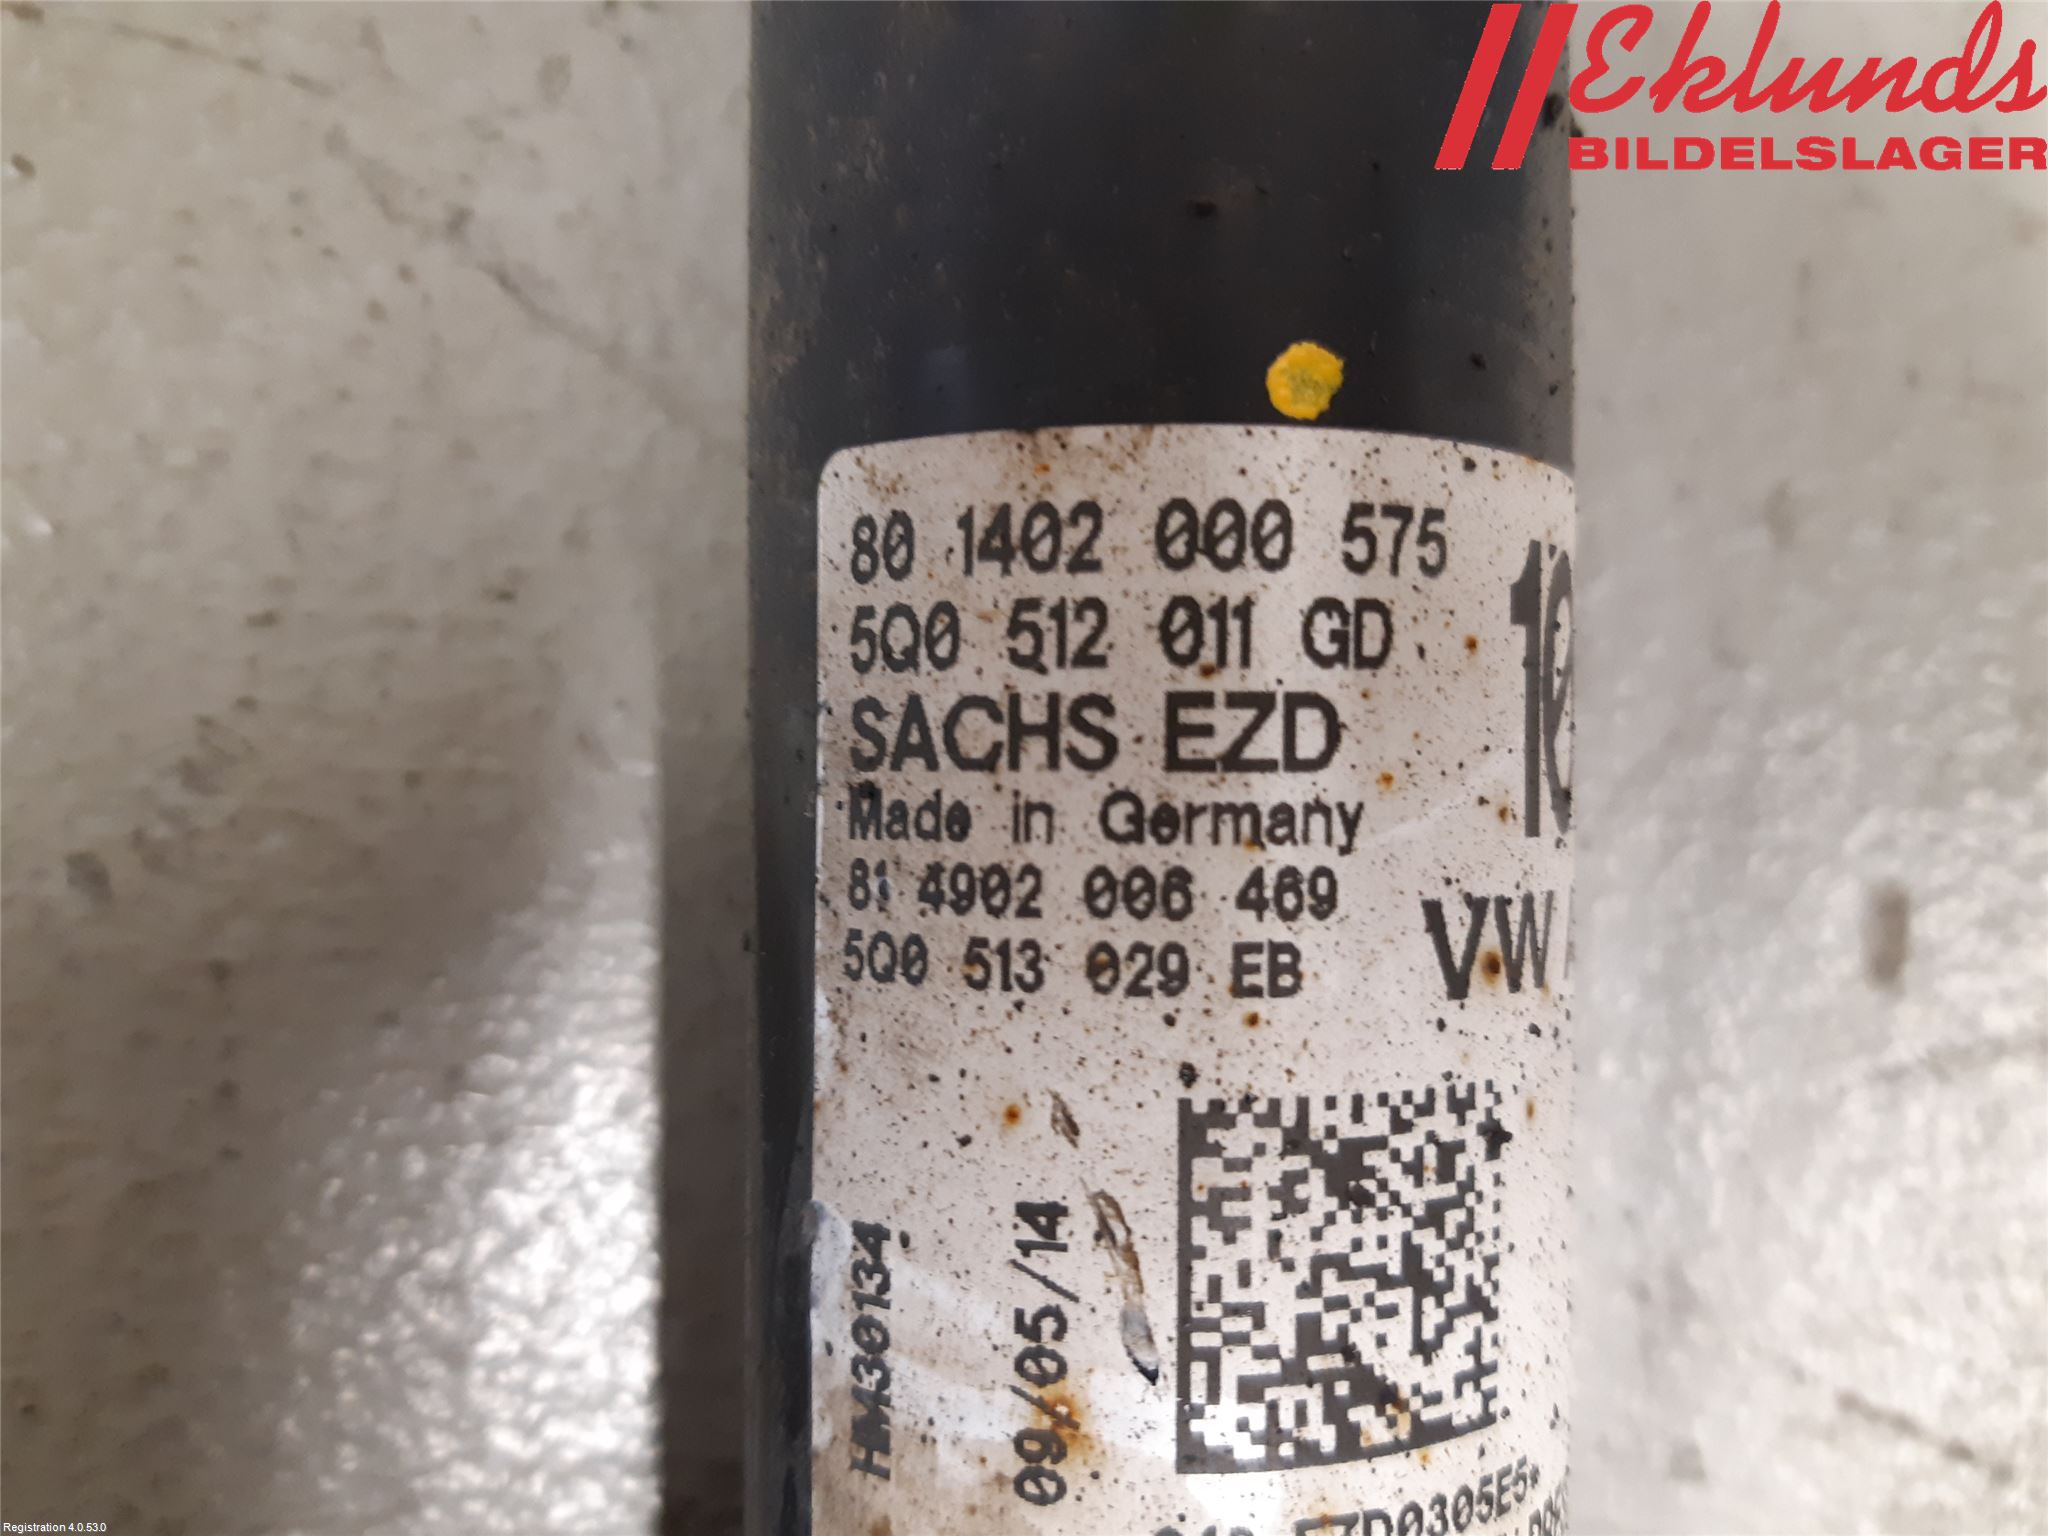 Eklunds
BILDELSLAGER
80 1402 000 575
5Q0 512 011 GD
SACHS EZD
Made in Germany
81 4902 006 469
5Q0 513 029 EB
VW
HM30134
09/05/14
EZD0305E5*
Registration 4.0.53.0